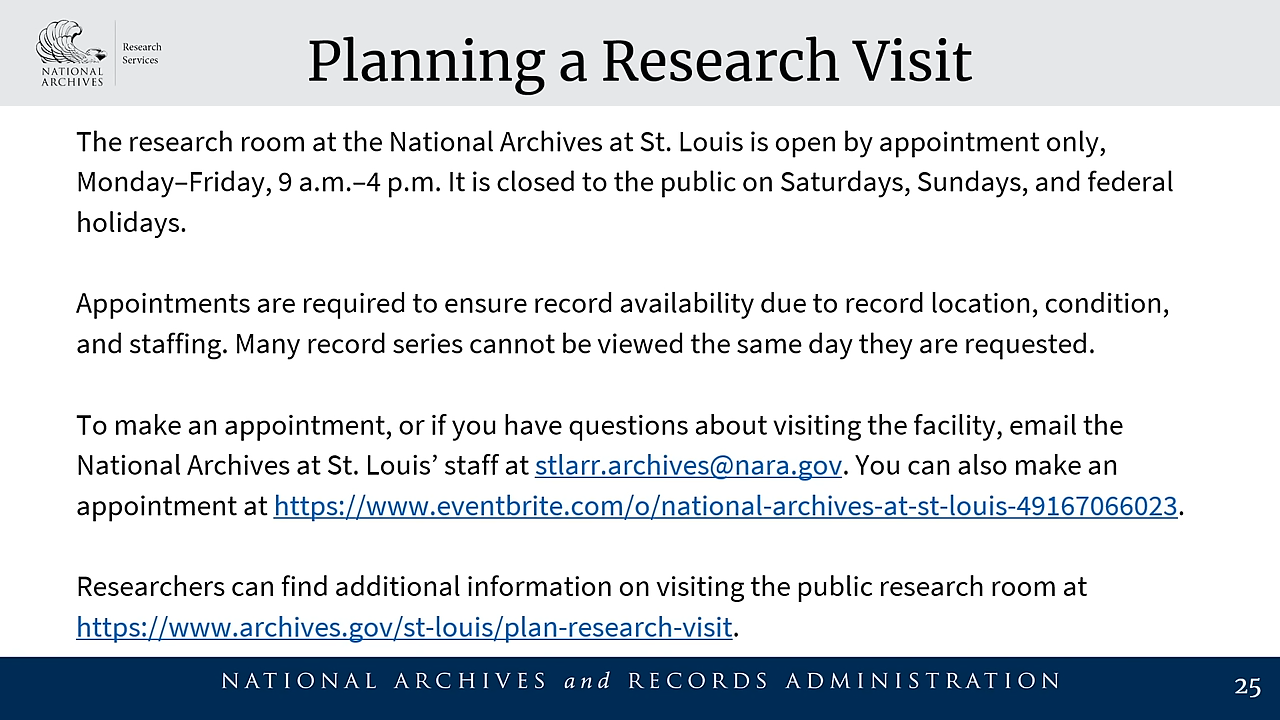 NATIONAL
ARCHIVES
Research
Services
Planning a Research Visit
The research room at the National Archives at St. Louis is open by appointment only,
Monday–Friday, 9 a.m.–4 p.m. It is closed to the public on Saturdays, Sundays, and federal
holidays.
Appointments are required to ensure record availability due to record location, condition,
and staffing. Many record series cannot be viewed the same day they are requested.
To make an appointment, or if you have questions about visiting the facility, email the
National Archives at St. Louis’ staff at stlarr.archives@nara.gov. You can also make an
appointment at https://www.eventbrite.com/o/national-archives-at-st-louis-49167066023.
Researchers can find additional information on visiting the public research room at
https://www.archives.gov/st-louis/plan-research-visit.
NATIONAL ARCHIVES and RECORDS ADMINISTRATION
25